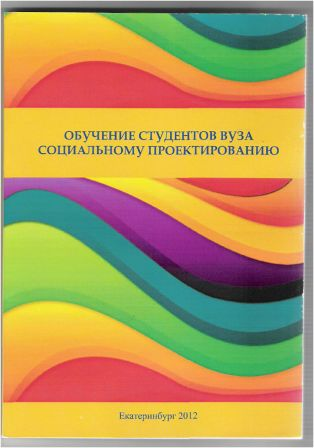 ОБУЧЕНИЕ СТУДЕНТОВ ВУЗА
СОЦИАЛЬНОМУ ПРОЕКТИРОВАНИЮ
Екатеринбург 2012